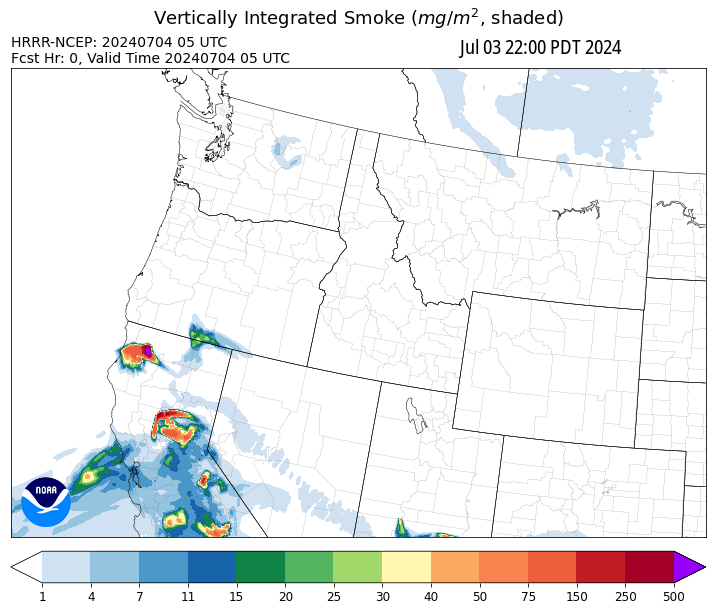 Vertically Integrated Smoke (mg/m², shaded)
HRRR-NCEP: 20240704 05 UTC
Jul 03 22:00 PDT 2024
Fcst Hr: 0, Valid Time 20240704 05 UTC
NOAA
1 4 7 11 15 20 25 30 40 50 75 150 250 500